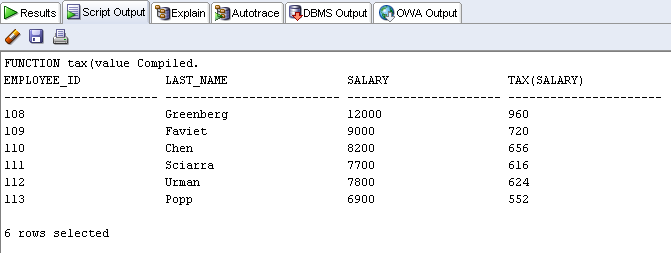 Results Script Output Explain Autotrace DBMS Output OWA Output
FUNCTION tax(value Compiled.
EMPLOYEE_ID LAST_NAME SALARY TAX(SALARY)
---------------------- ------------------------- ---------------------- ----------------------
108 Greenberg 12000 960
109 Faviet 9000 720
110 Chen 8200 656
111 Sciarra 7700 616
112 Urman 7800 624
113 Popp 6900 552
6 rows selected